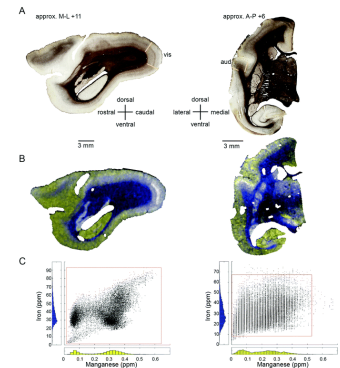 A
approx. M-L +11
approx. A-P +6
vis
aud
dorsal
rostral caudal
ventral
dorsal
lateral medial
ventral
3 mm
3 mm
B
C
Iron (ppm)
90
80
70
60
50
40
30
20
10
0
0 0.1 0.2 0.3 0.4 0.5 0.6
Manganese (ppm)
Iron (ppm)
80
70
60
50
40
30
20
10
0
0 0.1 0.2 0.3 0.4 0.5 0.6
Manganese (ppm)